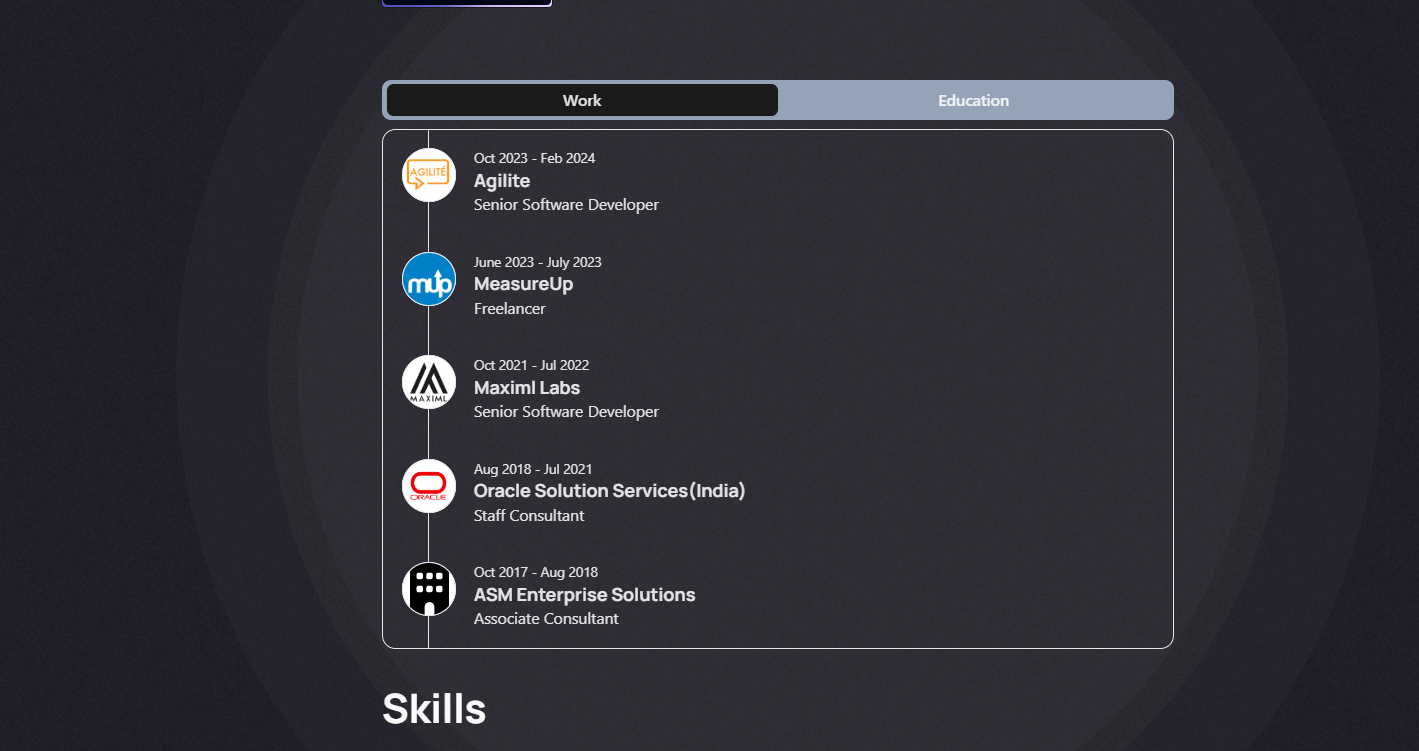 Work
Education
AGILITÉ
Oct 2023 - Feb 2024
Agilite
Senior Software Developer
mup
June 2023 - July 2023
MeasureUp
Freelancer
MAXIML
Oct 2021 - Jul 2022
Maximl Labs
Senior Software Developer
ORACLE
Aug 2018 - Jul 2021
Oracle Solution Services(India)
Staff Consultant
Oct 2017 - Aug 2018
ASM Enterprise Solutions
Associate Consultant
Skills